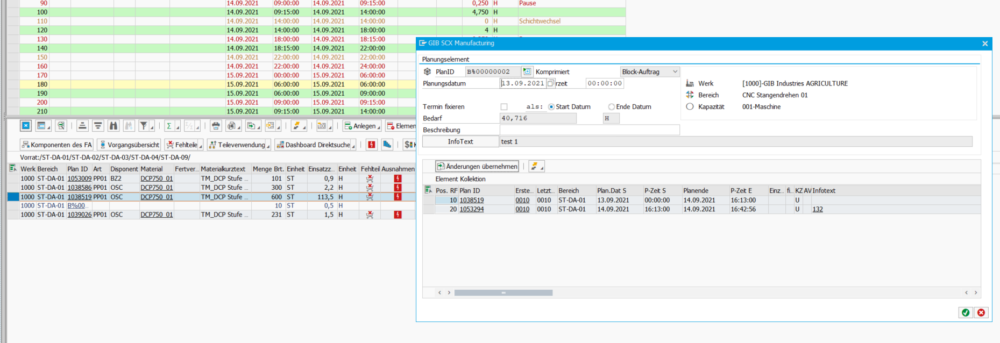 90 14.09.2021 09:00:00 14.09.2021 09:15:00 0,250 H Pause
100 14.09.2021 09:15:00 14.09.2021 14:00:00 4,750 H
110 14.09.2021 14:00:00 14.09.2021 14:00:00 0 H Schichtwechsel
120 14.09.2021 14:00:00 14.09.2021 18:00:00 4 H
130 14.09.2021 18:00:00 14.09.2021 18:15:00
140 14.09.2021 18:15:00 14.09.2021 22:00:00
150 14.09.2021 22:00:00 14.09.2021 22:00:00
160 14.09.2021 22:00:00 14.09.2021 24:00:00
170 15.09.2021 00:00:00 15.09.2021 06:00:00
180 15.09.2021 06:00:00 15.09.2021 06:00:00
190 15.09.2021 06:00:00 15.09.2021 09:00:00
200 15.09.2021 09:00:00 15.09.2021 09:15:00
210 15.09.2021 09:15:00 15.09.2021 14:00:00
Anlegen Elemen
Komponenten des FA Vorgangsübersicht Fehlteile Teileverwendung Dashboard Direktsuche
Vorrat:/ST-DA-01/ST-DA-02/ST-DA-03/ST-DA-04/ST-DA-09/
Werk Bereich Plan ID Art Disponent Material Fertver... Materialkurztext Menge Brt. Einheit Einsatzz... Einheit Fehlteil Ausnahmen
1000 ST-DA-01 1053009 PP01 BZ2 DCP750_01 TM_DCP Stufe ... 101 ST 0,9 H
1000 ST-DA-01 1038586 PP01 OSC DCP750_01 TM_DCP Stufe ... 300 ST 2,2 H
1000 ST-DA-01 1038519 PP01 OSC DCP750_01 TM_DCP Stufe ... 600 ST 113,5 H
1000 ST-DA-01 B%00... 10 ST 0,5 H
1000 ST-DA-01 1039026 PP01 OSC DCP750_01 TM_DCP Stufe ... 231 ST 1,5 H
GIB SCX Manufacturing
Planungselement
PlanID B%00000002 Komprimiert Block-Auftrag
Planungsdatum 13.09.2021 rzeit 00:00:00 Werk [1000]-GIB Industries AGRICULTURE
Bereich CNC Stangendrehen 01
Termin fixieren als: Start Datum Ende Datum Kapazität 001-Maschine
Bedarf 40,716 H
Beschreibung
InfoText test 1
Änderungen übernehmen
Element Kollektion
Pos. RF Plan ID Erste... Letzt... Bereich Plan.Dat S P-Zeit S Planende P-Zeit E Einz... fi... KZ AV Infotext
10 1038519 0010 0010 ST-DA-01 13.09.2021 00:00:00 14.09.2021 16:13:00 U
20 1053294 0010 0010 ST-DA-01 14.09.2021 16:13:00 14.09.2021 16:42:56 U 132